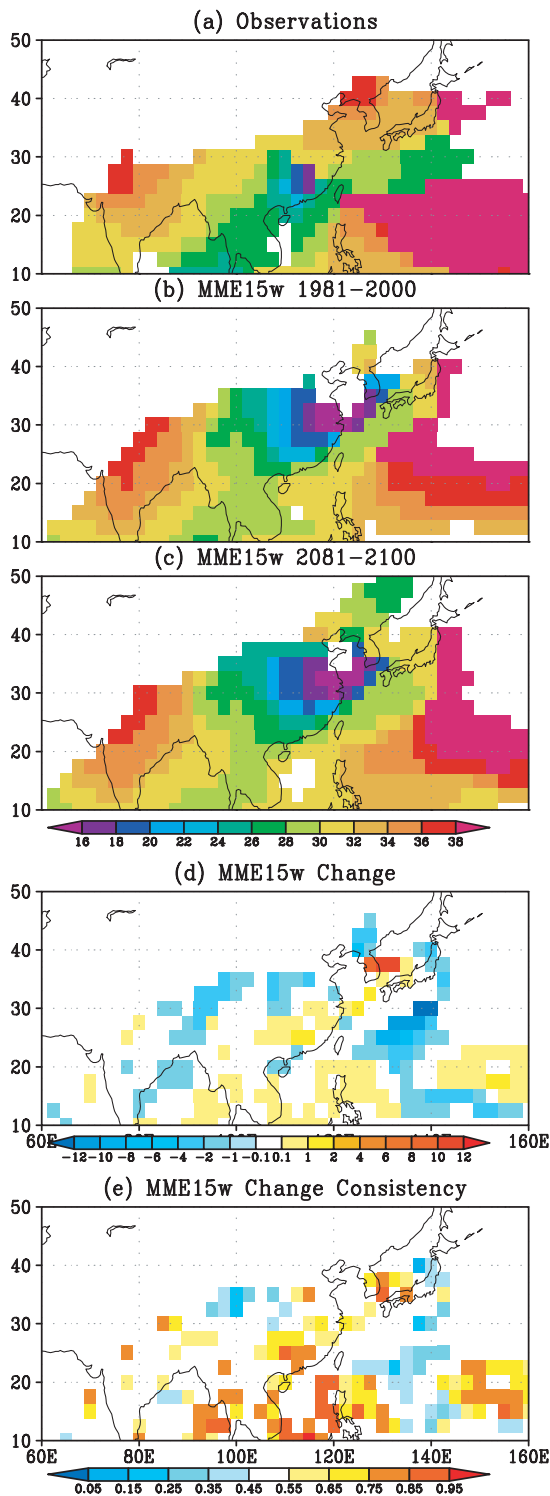 (a) Observations
50
40
30
20
10
(b) MME15w 1981−2000
50
40
30
20
10
(c) MME15w 2081−2100
50
40
30
20
10
16 18 20 22 24 26 28 30 32 34 36 38
(d) MME15w Change
50
40
30
20
10
60E 160E
−12 −10 −8 −6 −4 −2 −1 −0.1 0.1 1 2 4 6 8 10 12
(e) MME15w Change Consistency
50
40
30
20
10
60E 80E 100E 120E 140E 160E
0.05 0.15 0.25 0.35 0.45 0.55 0.65 0.75 0.85 0.95